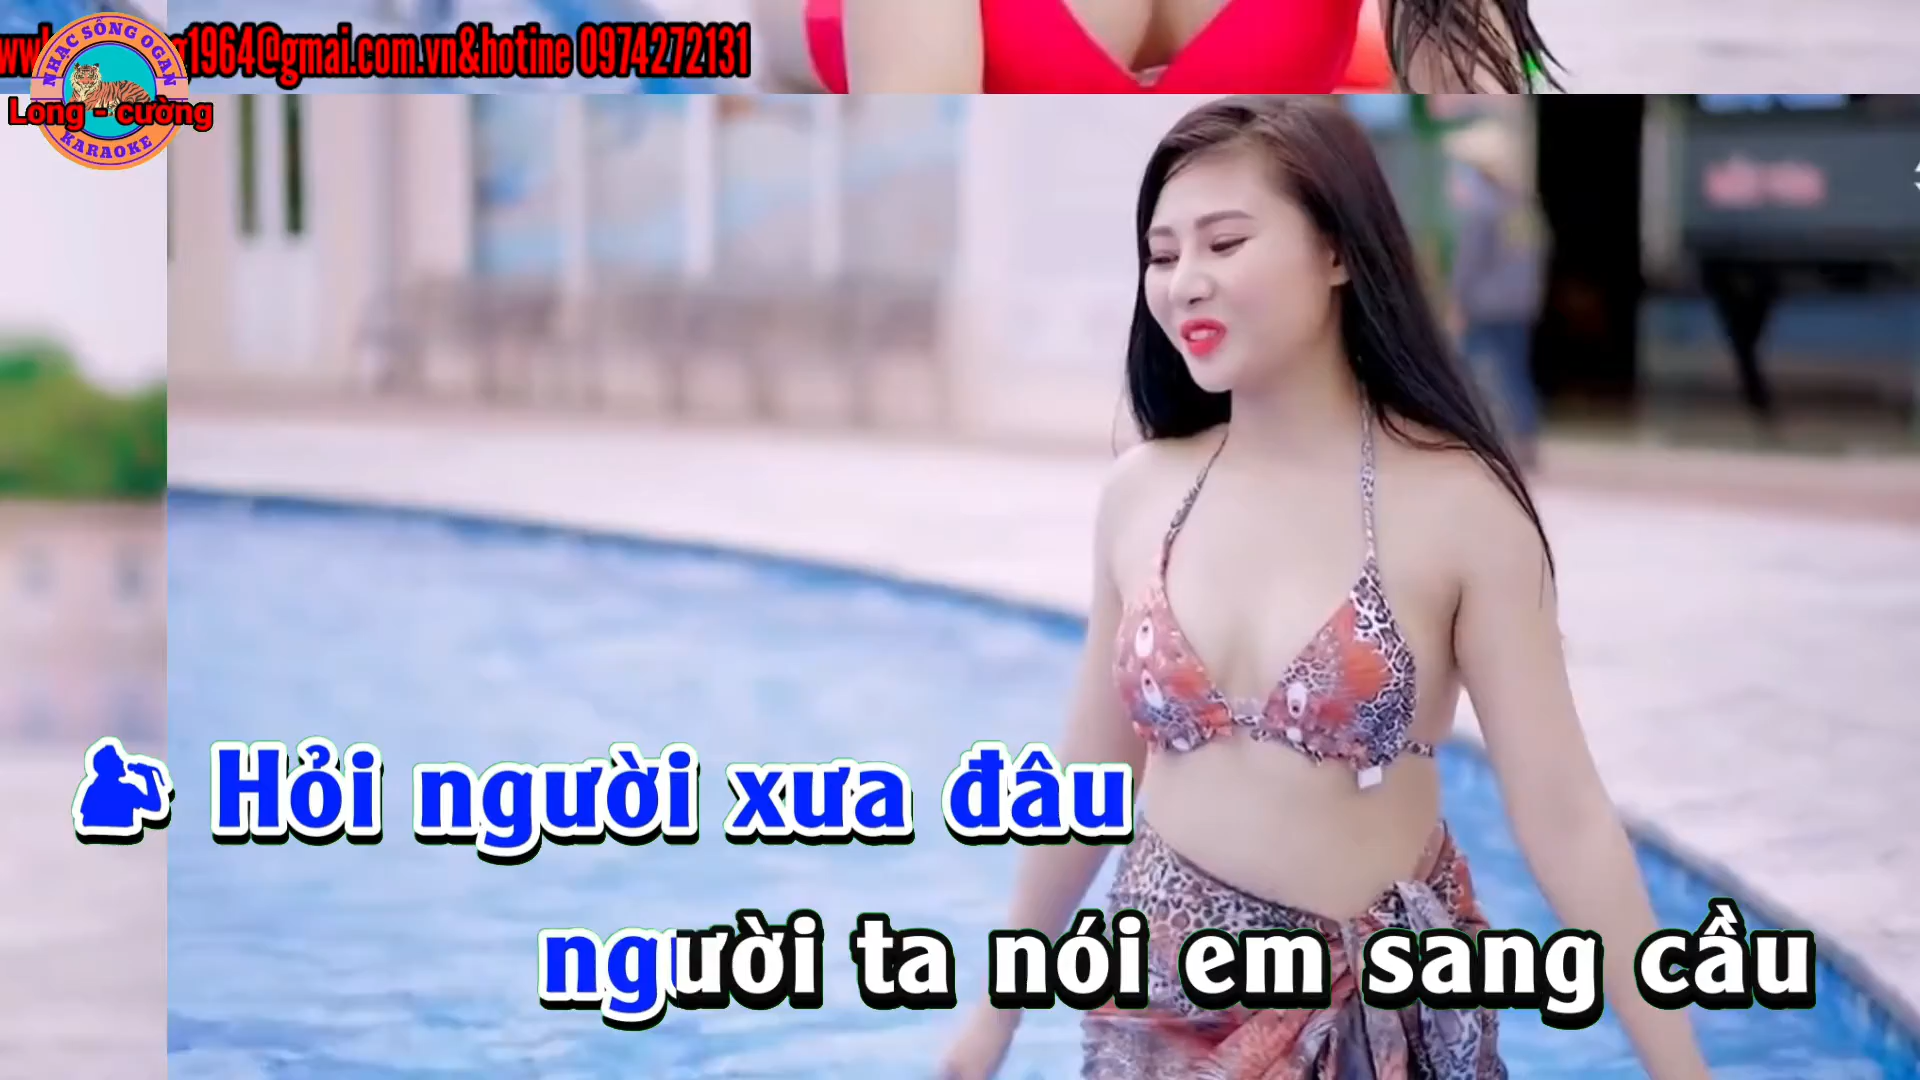 1964@gmai.com.vn&hotine 0974272131
NHẠC SỐNG OGAN
Long - cường
KARAOKE
Hỏi người xưa đâu
người ta nói em sang cầu